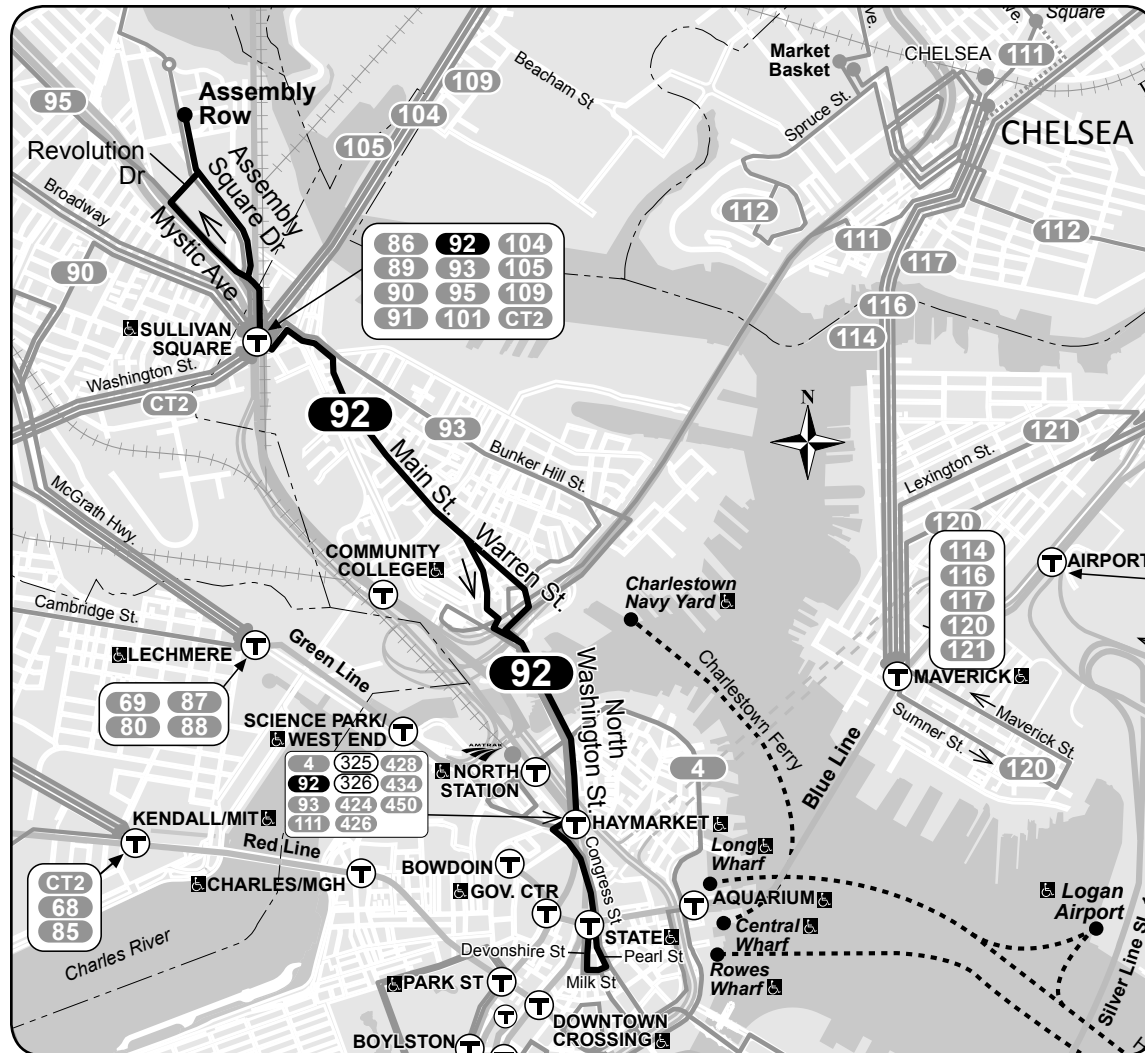 Square
111
CHELSEA
Market
Basket
CHELSEA
109
104
105
Beacham St
Spruce St.
95
Assembly
Row
Revolution
Dr
Assembly
Square Dr
Broadway
Mystic Ave
90
112
111
112
117
116
114
86 92 104
89 93 105
90 95 109
91 101 CT2
SULLIVAN
SQUARE
Washington St.
CT2
92
93
Bunker Hill St.
Main St.
Warren St.
N
121
Lexington St.
120
114
116
117
120
121
AIRPORT
McGrath Hwy.
COMMUNITY
COLLEGE
Cambridge St.
Charlestown
Navy Yard
LECHMERE
Green Line
69 87
80 88
92
North
Washington St.
Charlestown Ferry
MAVERICK
Maverick St.
Sumner St.
120
SCIENCE PARK/
WEST END
4 325 428
92 326 434
93 424 450
111 426
AMTRAK
NORTH
STATION
4
Blue Line
KENDALL/MIT
Red Line
HAYMARKET
CT2
68
85
CHARLES/MGH
BOWDOIN
GOV. CTR
Congress St
Long
Wharf
AQUARIUM
Central
Wharf
Rowes
Wharf
Logan
Airport
STATE
Devonshire St
Pearl St
Milk St
Charles River
PARK ST
DOWNTOWN
CROSSING
BOYLSTON